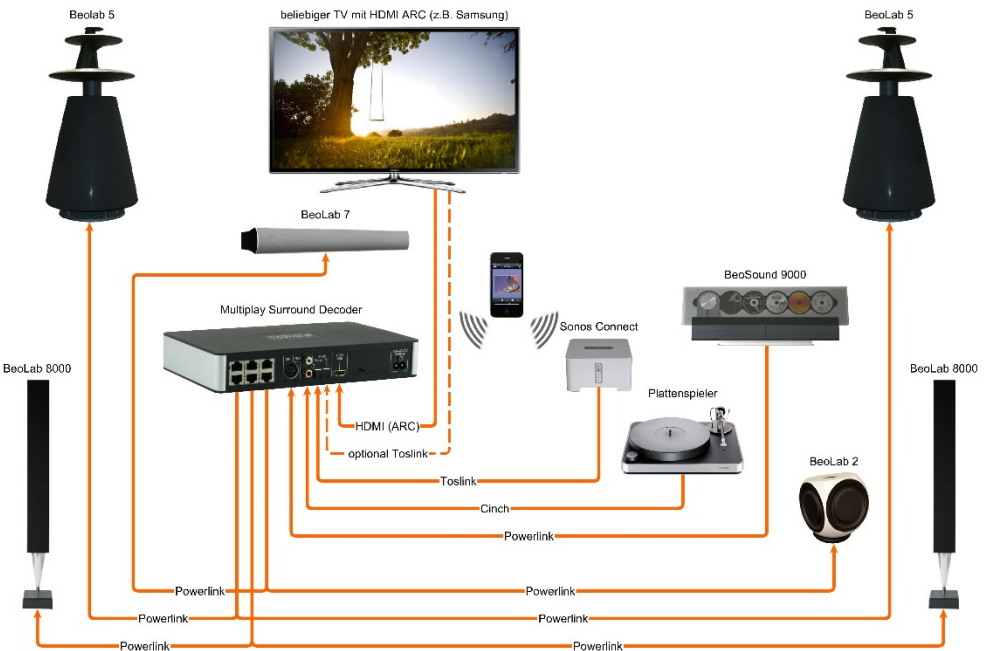 Beolab 5
beliebiger TV mit HDMI ARC (z.B. Samsung)
BeoLab 5
BeoLab 7
BeoSound 9000
Multiplay Surround Decoder
Sonos Connect
BeoLab 8000
BeoLab 8000
Plattenspieler
HDMI (ARC)
optional Toslink
BeoLab 2
Toslink
Cinch
Powerlink
Powerlink
Powerlink
Powerlink
Powerlink
Powerlink
Powerlink